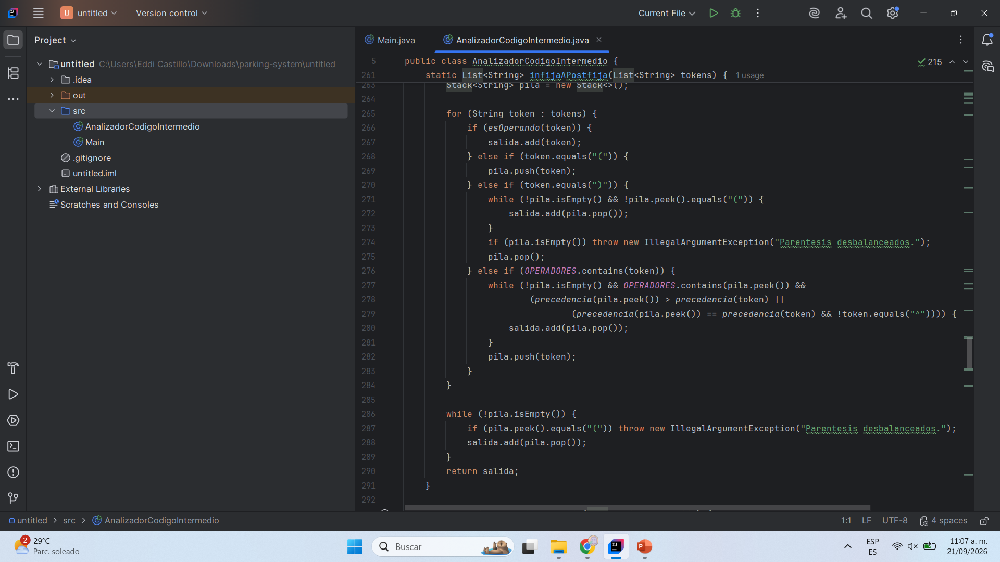 U untitled Version control Current File
Project
untitled C:\Users\Eddi Castillo\Downloads\parking-system\untitled
.idea
out
src
AnalizadorCodigoIntermedio
Main
.gitignore
untitled.iml
External Libraries
Scratches and Consoles
Main.java AnalizadorCodigoIntermedio.java
5 public class AnalizadorCodigoIntermedio { 215
261 static List<String> infijaAPostfija(List<String> tokens) { 1 usage
263 Stack<String> pila = new Stack<>();
264
265 for (String token : tokens) {
266 if (esOperando(token)) {
267 salida.add(token);
268 } else if (token.equals("(")) {
269 pila.push(token);
270 } else if (token.equals(")")) {
271 while (!pila.isEmpty() && !pila.peek().equals("(")) {
272 salida.add(pila.pop());
273 }
274 if (pila.isEmpty()) throw new IllegalArgumentException("Parentesis desbalanceados.");
275 pila.pop();
276 } else if (OPERADORES.contains(token)) {
277 while (!pila.isEmpty() && OPERADORES.contains(pila.peek()) &&
278 (precedencia(pila.peek()) > precedencia(token) ||
279 (precedencia(pila.peek()) == precedencia(token) && !token.equals("^")))) {
280 salida.add(pila.pop());
281 }
282 pila.push(token);
283 }
284 }
285
286 while (!pila.isEmpty()) {
287 if (pila.peek().equals("(")) throw new IllegalArgumentException("Parentesis desbalanceados.");
288 salida.add(pila.pop());
289 }
290 return salida;
291 }
292
untitled > src > AnalizadorCodigoIntermedio 1:1 LF UTF-8 4 spaces
2 29°C
Parc. soleado
Buscar
ESP
ES
11:07 a. m.
21/09/2026